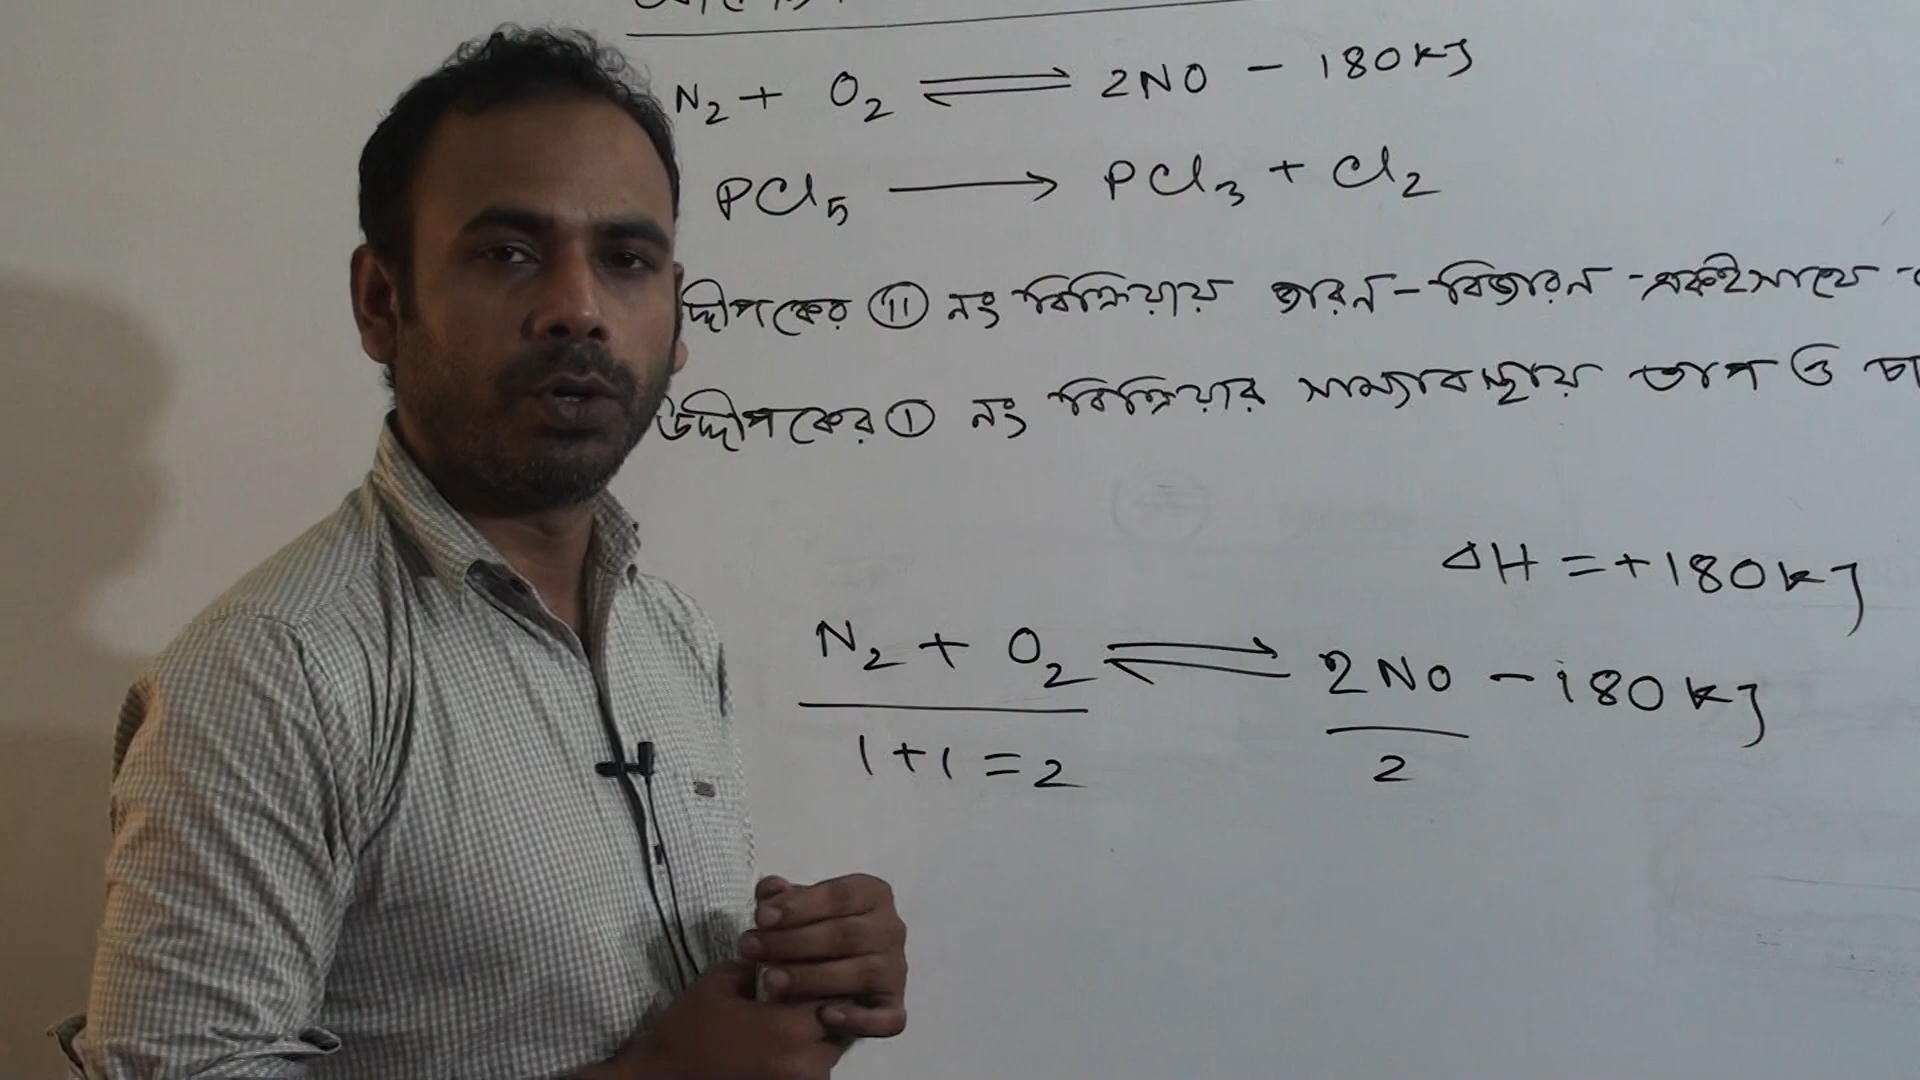 N₂ + O₂ ⇌ 2NO - 180KJ
PCl₅ → PCl₃ + Cl₂
দ্দীপকের ⓘⓘ নং বিক্রিয়ায় জারন-বিজারন একইসাথে
উদ্দীপকের ⓘ নং বিক্রিয়ার সাম্যাবস্থায় তাপ ও চা
ΔH = +180KJ
N₂ + O₂ ⇌ 2NO - 180KJ
1+1=2 2